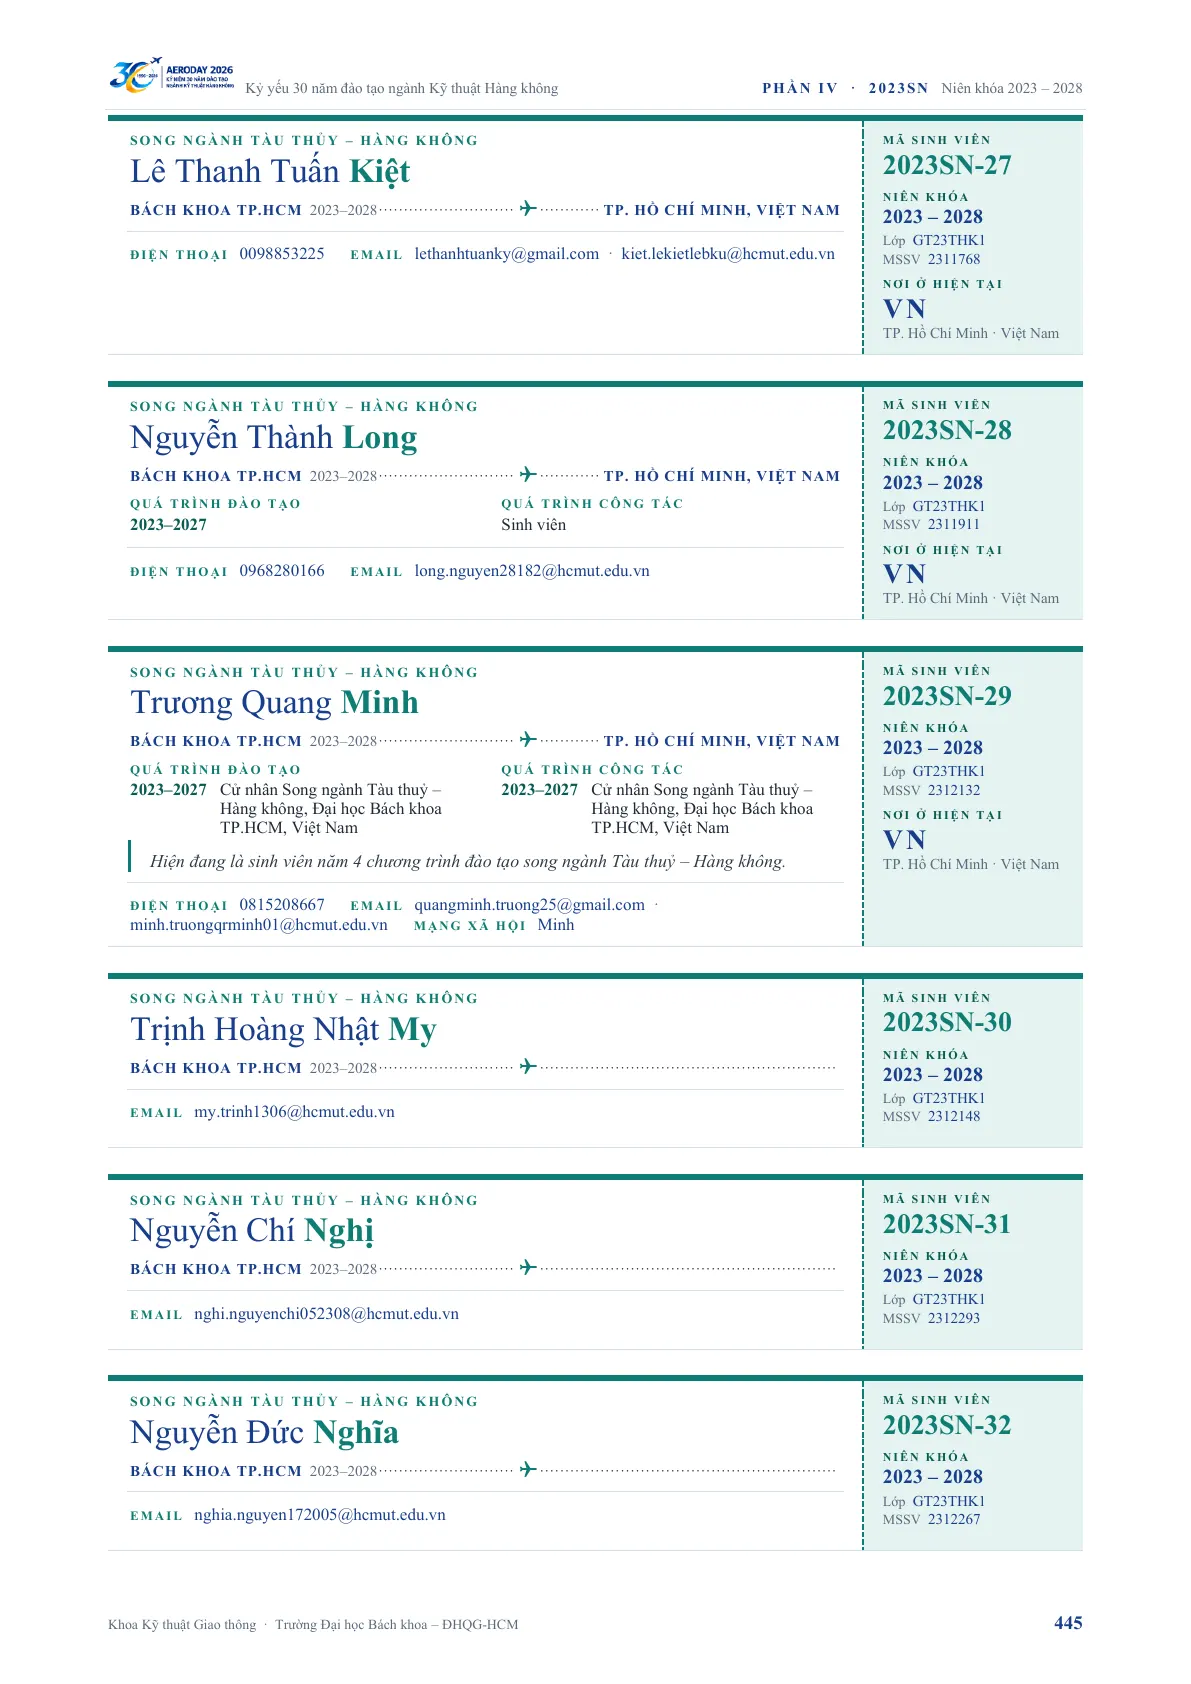 AERODAY 2026
KỶ NIỆM 30 NĂM ĐÀO TẠO
NGÀNH KỸ THUẬT HÀNG KHÔNG
Kỷ yếu 30 năm đào tạo ngành Kỹ thuật Hàng không
PHẦN IV · 2023SN Niên khóa 2023 – 2028
SONG NGÀNH TÀU THỦY – HÀNG KHÔNG
Lê Thanh Tuấn Kiệt
BÁCH KHOA TP.HCM 2023–2028 TP. HỒ CHÍ MINH, VIỆT NAM
ĐIỆN THOẠI 0098853225 EMAIL lethanhtuanky@gmail.com · kiet.lekietlebku@hcmut.edu.vn
MÃ SINH VIÊN
2023SN-27
NIÊN KHÓA
2023 – 2028
Lớp GT23THK1
MSSV 2311768
NƠI Ở HIỆN TẠI
VN
TP. Hồ Chí Minh · Việt Nam
SONG NGÀNH TÀU THỦY – HÀNG KHÔNG
Nguyễn Thành Long
BÁCH KHOA TP.HCM 2023–2028 TP. HỒ CHÍ MINH, VIỆT NAM
QUÁ TRÌNH ĐÀO TẠO
2023–2027
QUÁ TRÌNH CÔNG TÁC
Sinh viên
ĐIỆN THOẠI 0968280166 EMAIL long.nguyen28182@hcmut.edu.vn
MÃ SINH VIÊN
2023SN-28
NIÊN KHÓA
2023 – 2028
Lớp GT23THK1
MSSV 2311911
NƠI Ở HIỆN TẠI
VN
TP. Hồ Chí Minh · Việt Nam
SONG NGÀNH TÀU THỦY – HÀNG KHÔNG
Trương Quang Minh
BÁCH KHOA TP.HCM 2023–2028 TP. HỒ CHÍ MINH, VIỆT NAM
QUÁ TRÌNH ĐÀO TẠO
2023–2027 Cử nhân Song ngành Tàu thuỷ –
Hàng không, Đại học Bách khoa
TP.HCM, Việt Nam
QUÁ TRÌNH CÔNG TÁC
2023–2027 Cử nhân Song ngành Tàu thuỷ –
Hàng không, Đại học Bách khoa
TP.HCM, Việt Nam
Hiện đang là sinh viên năm 4 chương trình đào tạo song ngành Tàu thuỷ – Hàng không.
ĐIỆN THOẠI 0815208667 EMAIL quangminh.truong25@gmail.com ·
minh.truongqrminh01@hcmut.edu.vn MẠNG XÃ HỘI Minh
MÃ SINH VIÊN
2023SN-29
NIÊN KHÓA
2023 – 2028
Lớp GT23THK1
MSSV 2312132
NƠI Ở HIỆN TẠI
VN
TP. Hồ Chí Minh · Việt Nam
SONG NGÀNH TÀU THỦY – HÀNG KHÔNG
Trịnh Hoàng Nhật My
BÁCH KHOA TP.HCM 2023–2028
EMAIL my.trinh1306@hcmut.edu.vn
MÃ SINH VIÊN
2023SN-30
NIÊN KHÓA
2023 – 2028
Lớp GT23THK1
MSSV 2312148
SONG NGÀNH TÀU THỦY – HÀNG KHÔNG
Nguyễn Chí Nghị
BÁCH KHOA TP.HCM 2023–2028
EMAIL nghi.nguyenchi052308@hcmut.edu.vn
MÃ SINH VIÊN
2023SN-31
NIÊN KHÓA
2023 – 2028
Lớp GT23THK1
MSSV 2312293
SONG NGÀNH TÀU THỦY – HÀNG KHÔNG
Nguyễn Đức Nghĩa
BÁCH KHOA TP.HCM 2023–2028
EMAIL nghia.nguyen172005@hcmut.edu.vn
MÃ SINH VIÊN
2023SN-32
NIÊN KHÓA
2023 – 2028
Lớp GT23THK1
MSSV 2312267
Khoa Kỹ thuật Giao thông · Trường Đại học Bách khoa – ĐHQG-HCM
445